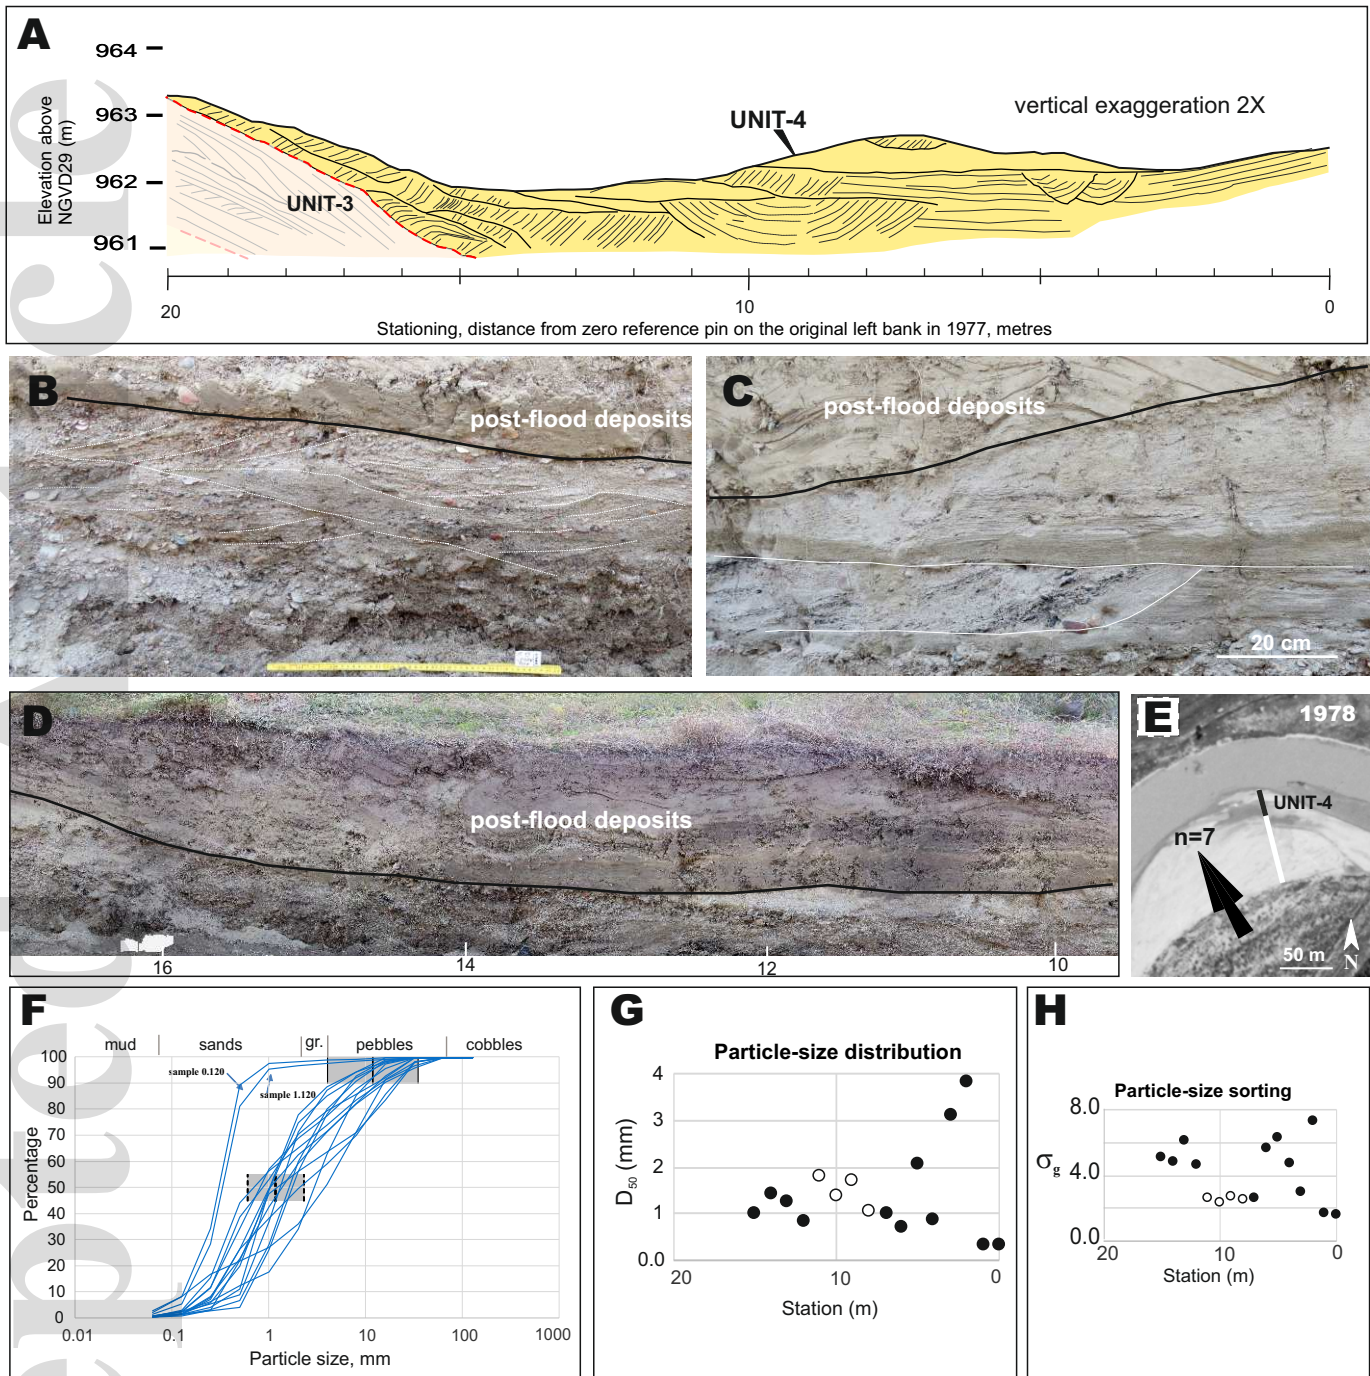 A
964
963
962
961
Elevation above
NGVD29 (m)
UNIT-4
vertical exaggeration 2X
UNIT-3
20
10
0
Stationing, distance from zero reference pin on the original left bank in 1977, metres
B
post-flood deposits
C
post-flood deposits
20 cm
D
post-flood deposits
16
14
12
10
E
1978
UNIT-4
n=7
50 m
N
F
mud
sands
gr.
pebbles
cobbles
100
90
80
70
60
50
40
30
20
10
0
Percentage
sample 0.120
sample 1.120
0.01
0.1
1
10
100
1000
Particle size, mm
G
Particle-size distribution
4
3
2
1
0.0
D50 (mm)
20
10
0
Station (m)
H
Particle-size sorting
8.0
4.0
0.0
σg
20
10
0
Station (m)